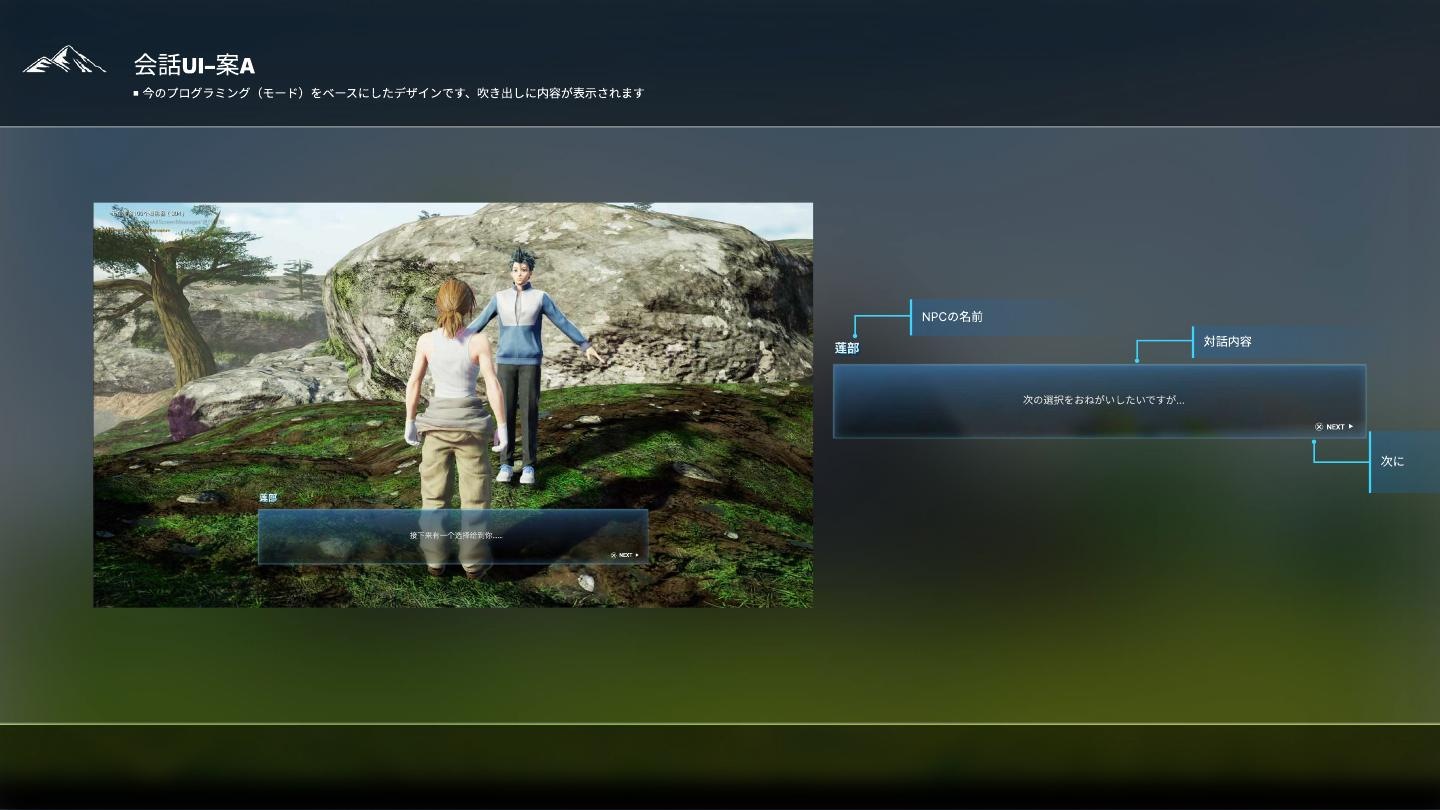 会話UI–案A
▪ 今のプログラミング（モード）をベースにしたデザインです、吹き出しに内容が表示されます
NPCの名前
蓮部
対話内容
次の選択をおねがいしたいですが...
NEXT
次に
蓮部
接下来有一个选择给到你.....
NEXT